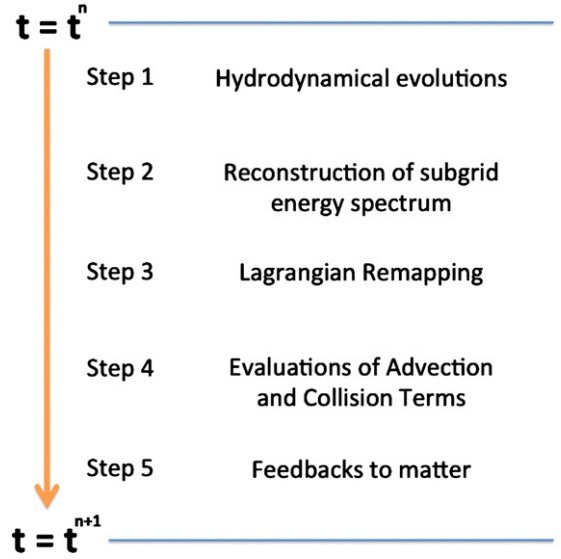 t = t^n
Step 1 Hydrodynamical evolutions
Step 2 Reconstruction of subgrid
energy spectrum
Step 3 Lagrangian Remapping
Step 4 Evaluations of Advection
and Collision Terms
Step 5 Feedbacks to matter
t = t^n+1